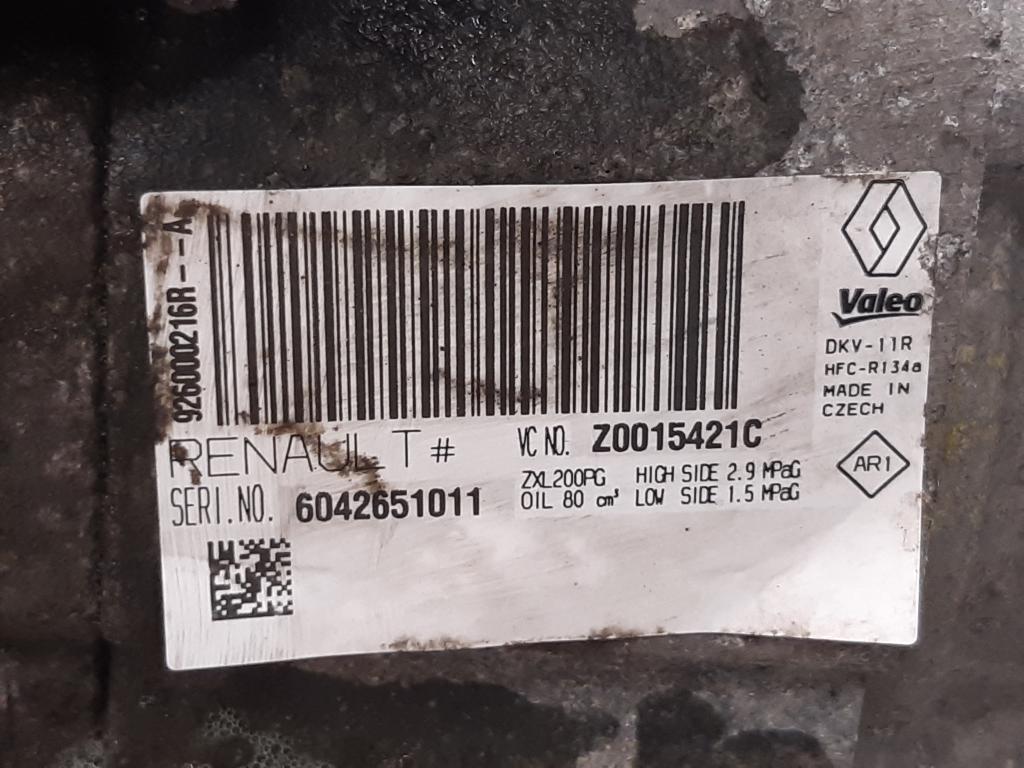 926000216R--A
RENAULT#
SERI.NO. 6042651011
VC NO. Z0015421C
ZXL200PG HIGH SIDE 2.9 MPaG
OIL 80 cm³ LOW SIDE 1.5 MPaG
Valeo
DKV-11R
HFC-R134a
MADE IN
CZECH
AR1